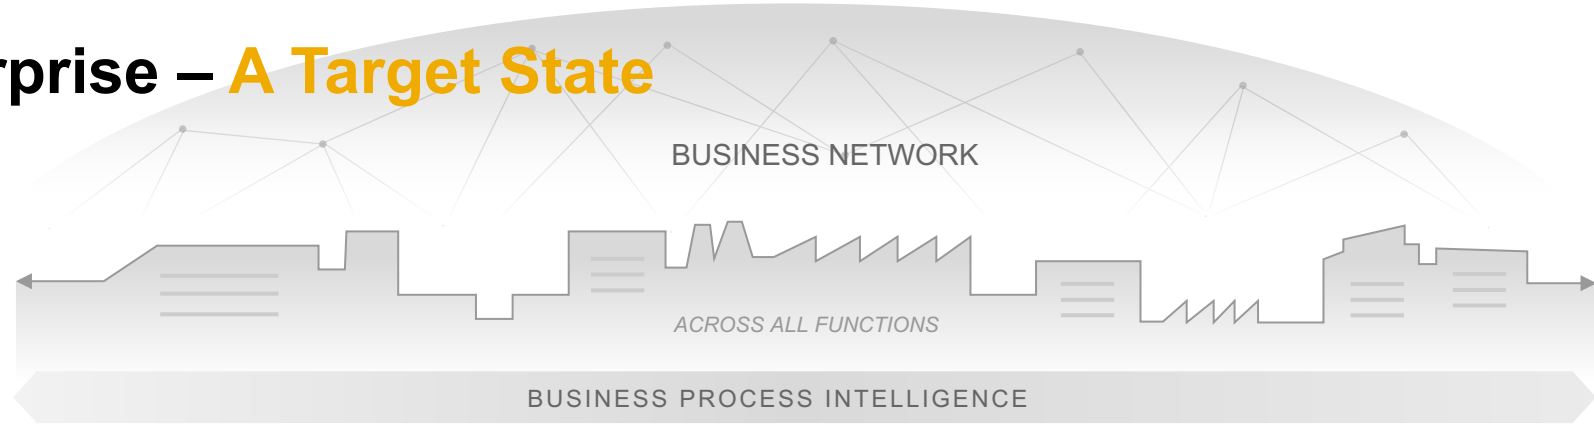 rprise – A Target State
BUSINESS NETWORK
ACROSS ALL FUNCTIONS
BUSINESS PROCESS INTELLIGENCE